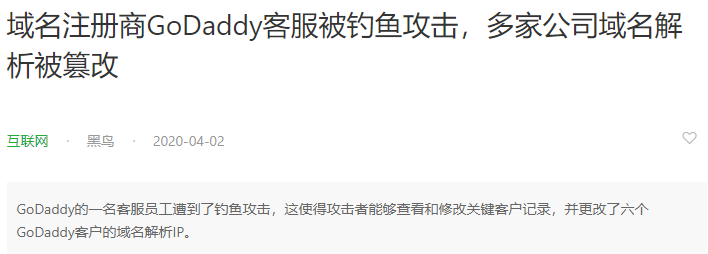 域名注册商GoDaddy客服被钓鱼攻击，多家公司域名解
析被篡改
互联网 · 黑鸟 · 2020-04-02
GoDaddy的一名客服员工遭到了钓鱼攻击，这使得攻击者能够查看和修改关键客户记录，并更改了六个
GoDaddy客户的域名解析IP。